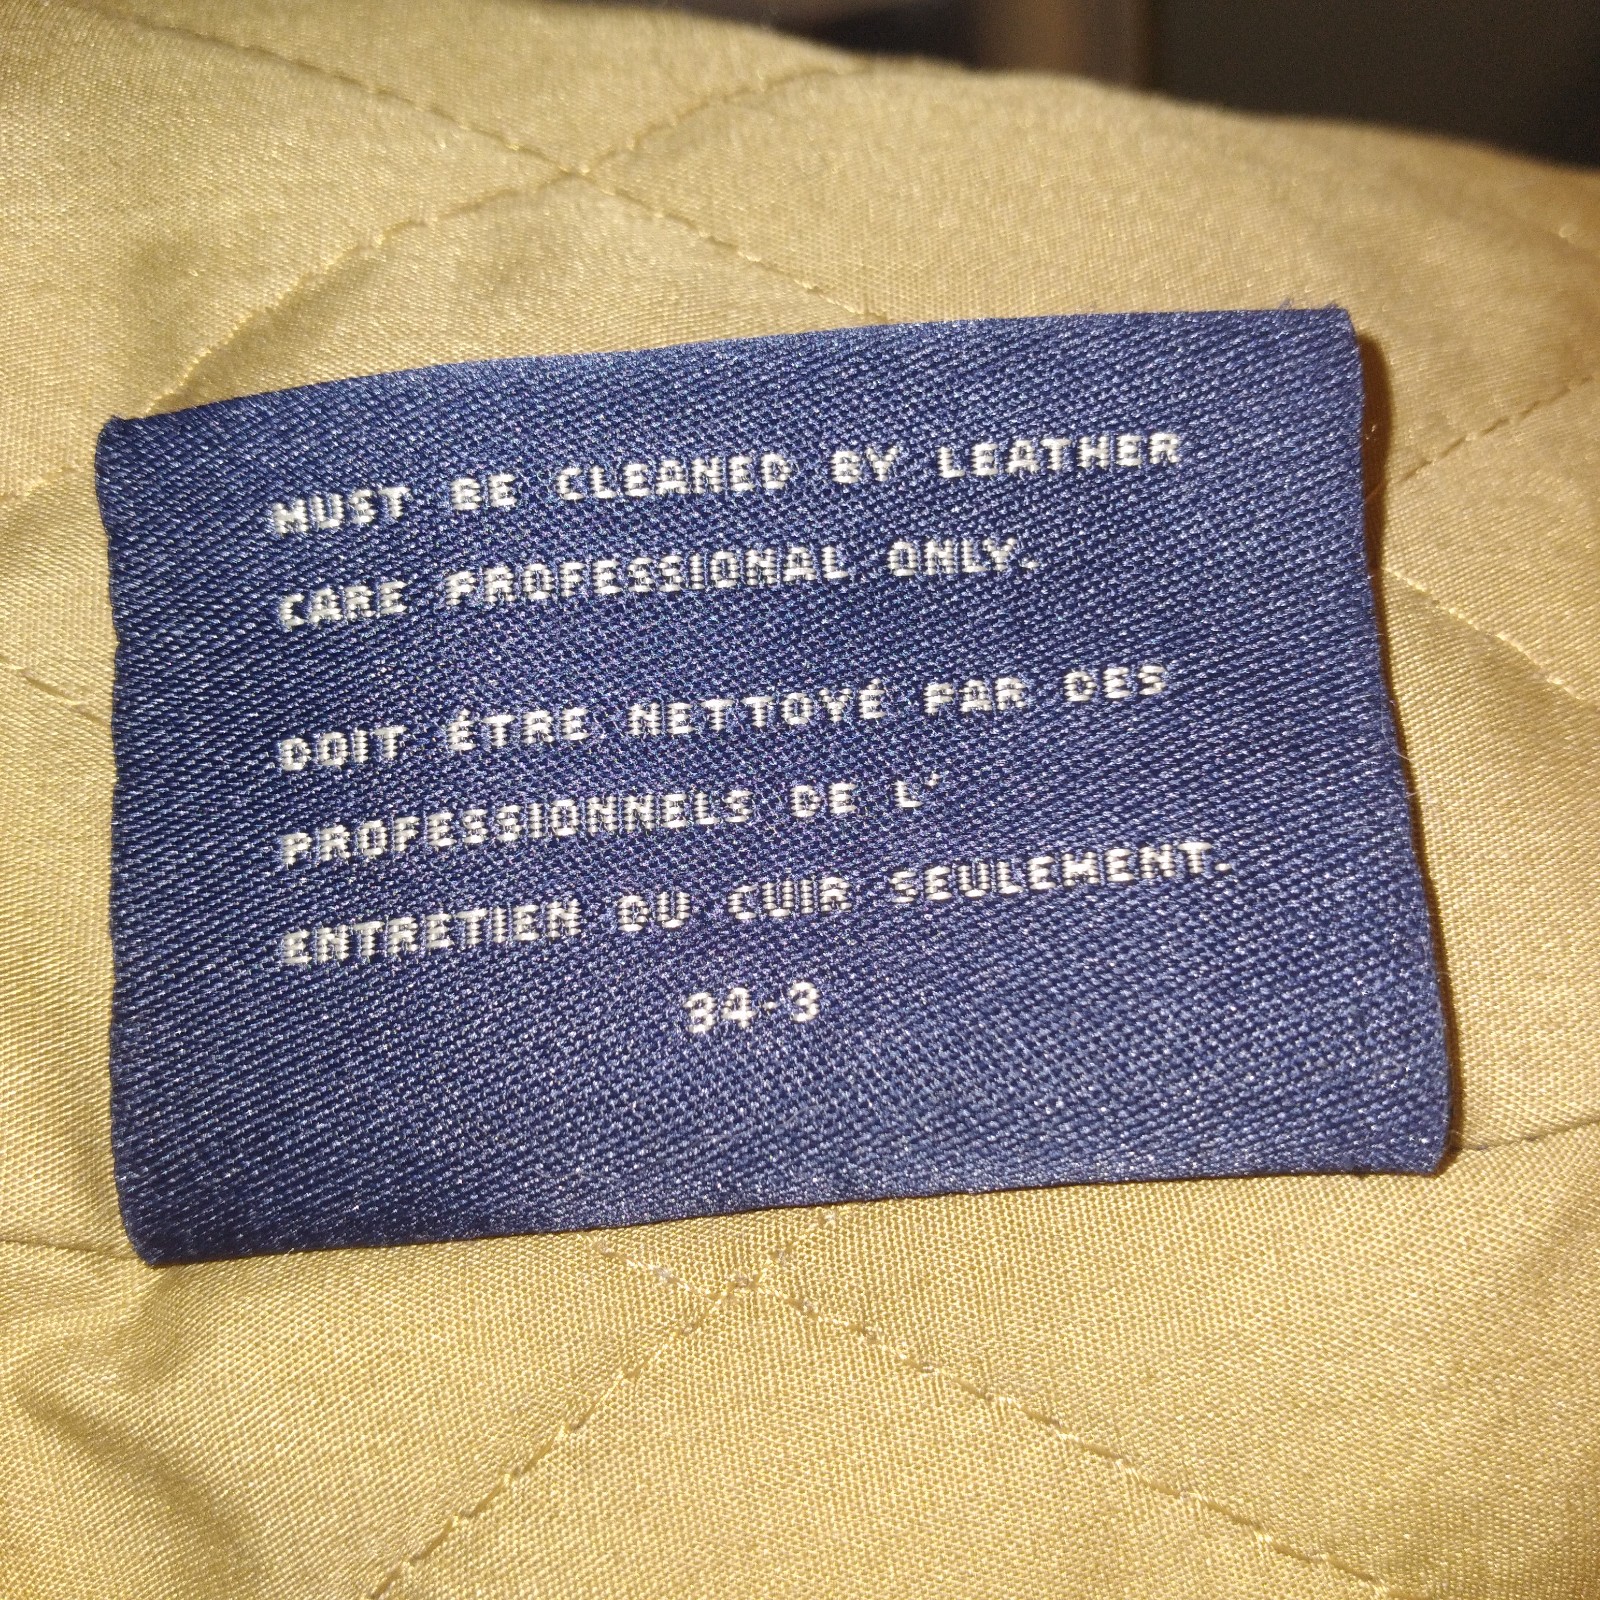 MUST BE CLEANED BY LEATHER
CARE PROFESSIONAL ONLY.
DOIT ÉTRE NETTOYÉ PAR DES
PROFESSIONNELS DE L'
ENTRETIEN DU CUIR SEULEMENT.
34-3